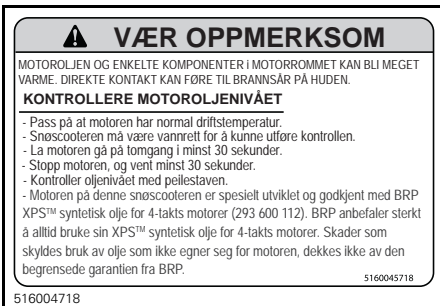 VÆR OPPMERKSOM
MOTOROLJEN OG ENKELTE KOMPONENTER i MOTORROMMET KAN BLI MEGET
VARME. DIREKTE KONTAKT KAN FØRE TIL BRANNSÅR PÅ HUDEN.
KONTROLLERE MOTOROLJENIVÅET
- Pass på at motoren har normal driftstemperatur.
- Snøscooteren må være vannrett for å kunne utføre kontrollen.
- La motoren gå på tomgang i minst 30 sekunder.
- Stopp motoren, og vent minst 30 sekunder.
- Kontroller oljenivået med peilestaven.
- Motoren på denne snøscooteren er spesielt utviklet og godkjent med BRP
XPS™ syntetisk olje for 4-takts motorer (293 600 112). BRP anbefaler sterkt
å alltid bruke sin XPS™ syntetisk olje for 4-takts motorer. Skader som
skyldes bruk av olje som ikke egner seg for motoren, dekkes ikke av den
begrensede garantien fra BRP.
5160045718
516004718